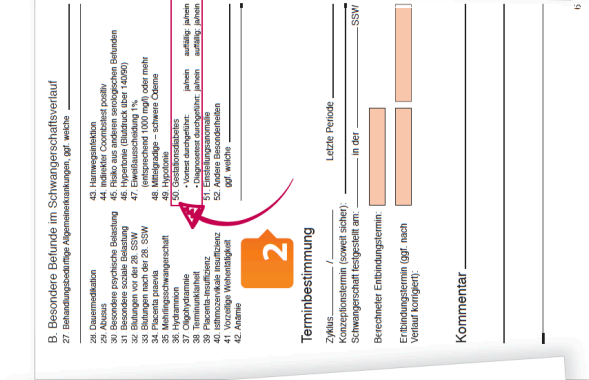 B. Besondere Befunde im Schwangerschaftsverlauf
27 Behandlungsbedürftige Allgemeinerkrankungen, ggf. welche
28. Dauermedikation
29 Abusus
30 Besondere psychische Belastung
31 Besondere soziale Belastung
32 Blutungen vor der 28. SSW
33 Blutungen nach der 28. SSW
34. Placenta praevia
35 Mehrlingsschwangerschaft
36. Hydramnion
37 Oligohydramnie
38 Terminunklarheit
39 Placenta-Insuffizienz
40. Isthmozervikale Insuffizienz
41 Vorzeitige Wehentätigkeit
42. Anämie
43. Harnwegsinfektion
44. Indirekter Coombstest positiv
45. Risiko aus anderen serologischen Befunden
46. Hypertonie (Blutdruck über 140/90)
47. Eiweißausscheidung 1‰
(entsprechend 1000 mg/l) oder mehr
48. Mittelgradige – schwere Ödeme
49. Hypotonie
50. Gestationsdiabetes
• Vortest durchgeführt: ja/nein auffällig: ja/nein
• Diagnosetest durchgeführt: ja/nein auffällig: ja/nein
51. Einstellungsanomalie
52. Andere Besonderheiten
ggf. welche
2
Terminbestimmung
Zyklus / Letzte Periode
Konzeptionstermin (soweit sicher):
Schwangerschaft festgestellt am: in der SSW
Berechneter Entbindungstermin:
Entbindungstermin (ggf. nach
Verlauf korrigiert):
Kommentar
6